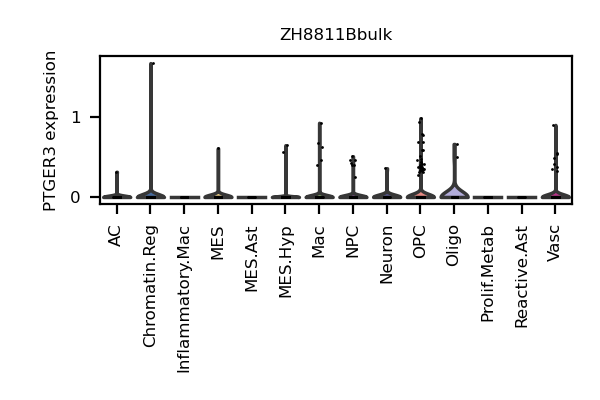 ZH8811Bbulk
PTGER3 expression
1
0
AC
Chromatin.Reg
Inflammatory.Mac
MES
MES.Ast
MES.Hyp
Mac
NPC
Neuron
OPC
Oligo
Prolif.Metab
Reactive.Ast
Vasc